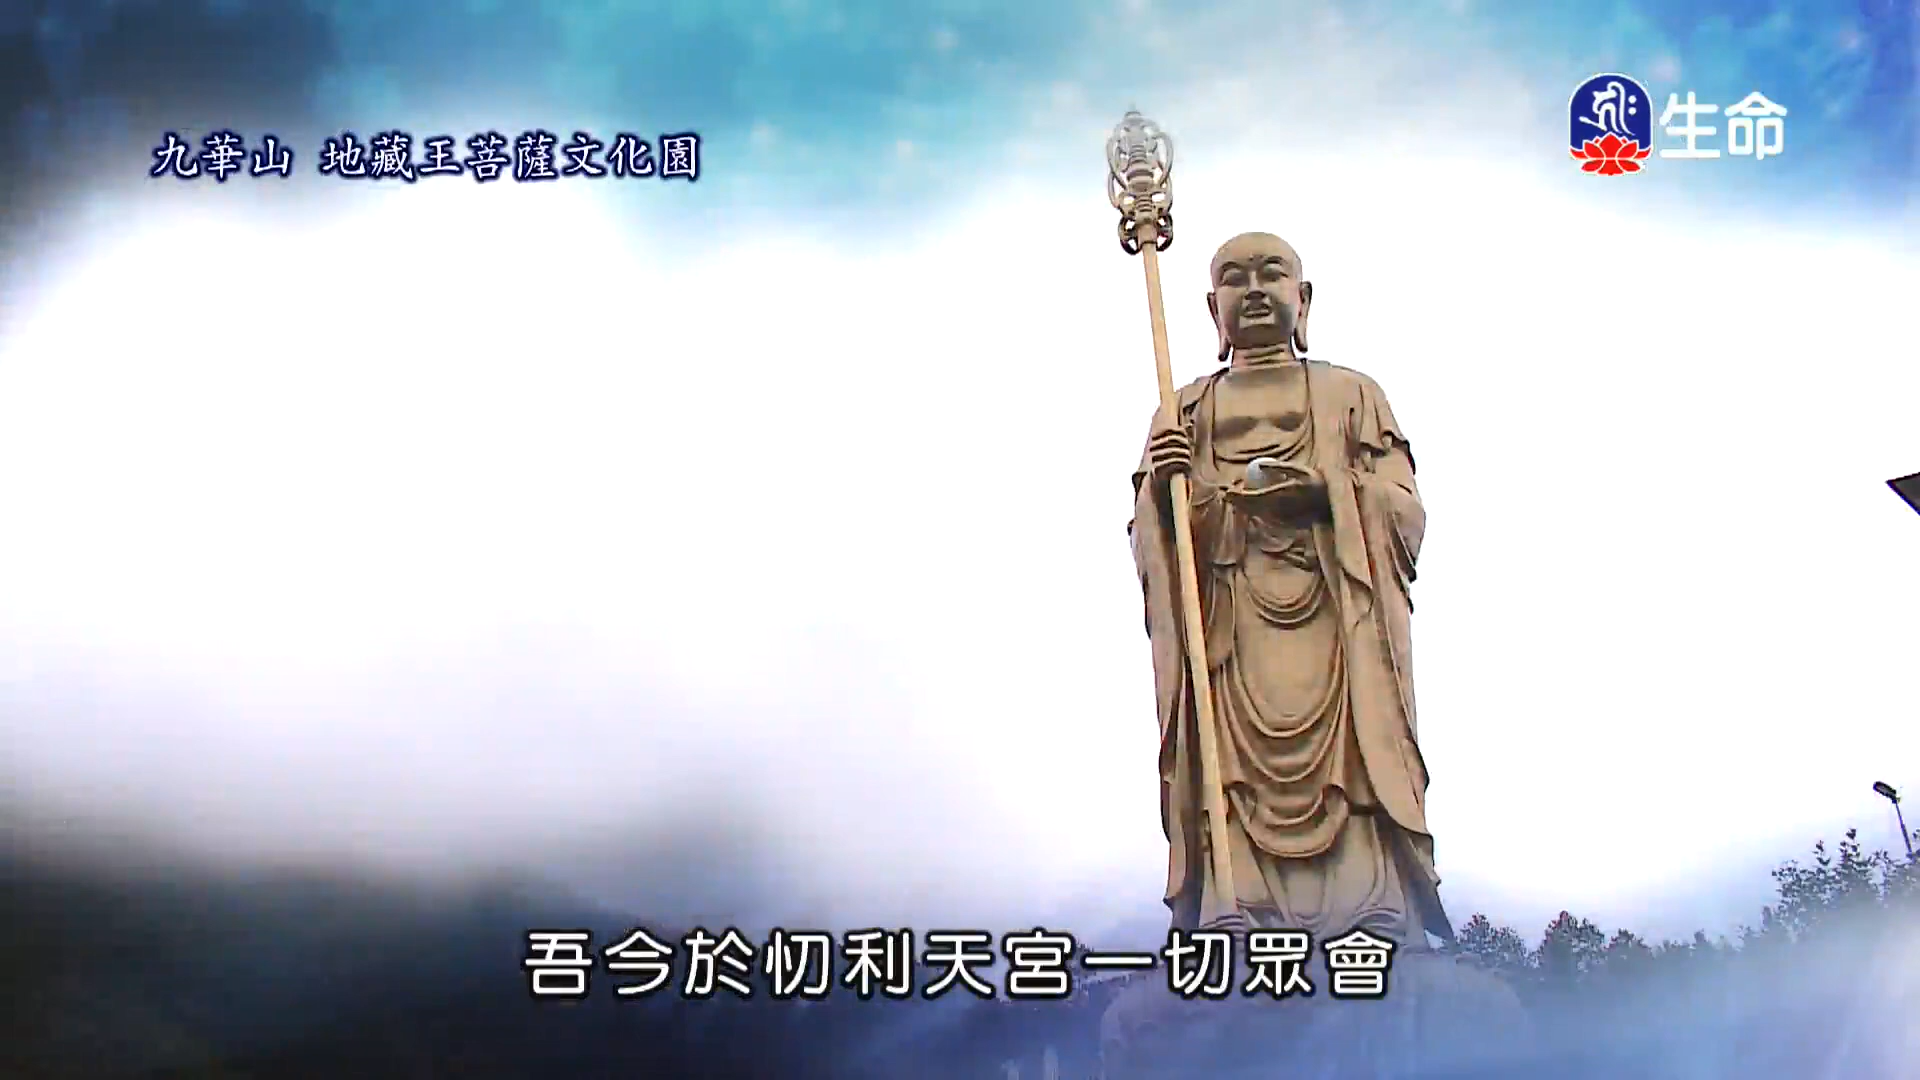 九華山 地藏王菩薩文化園
生命
吾今於忉利天宮一切眾會